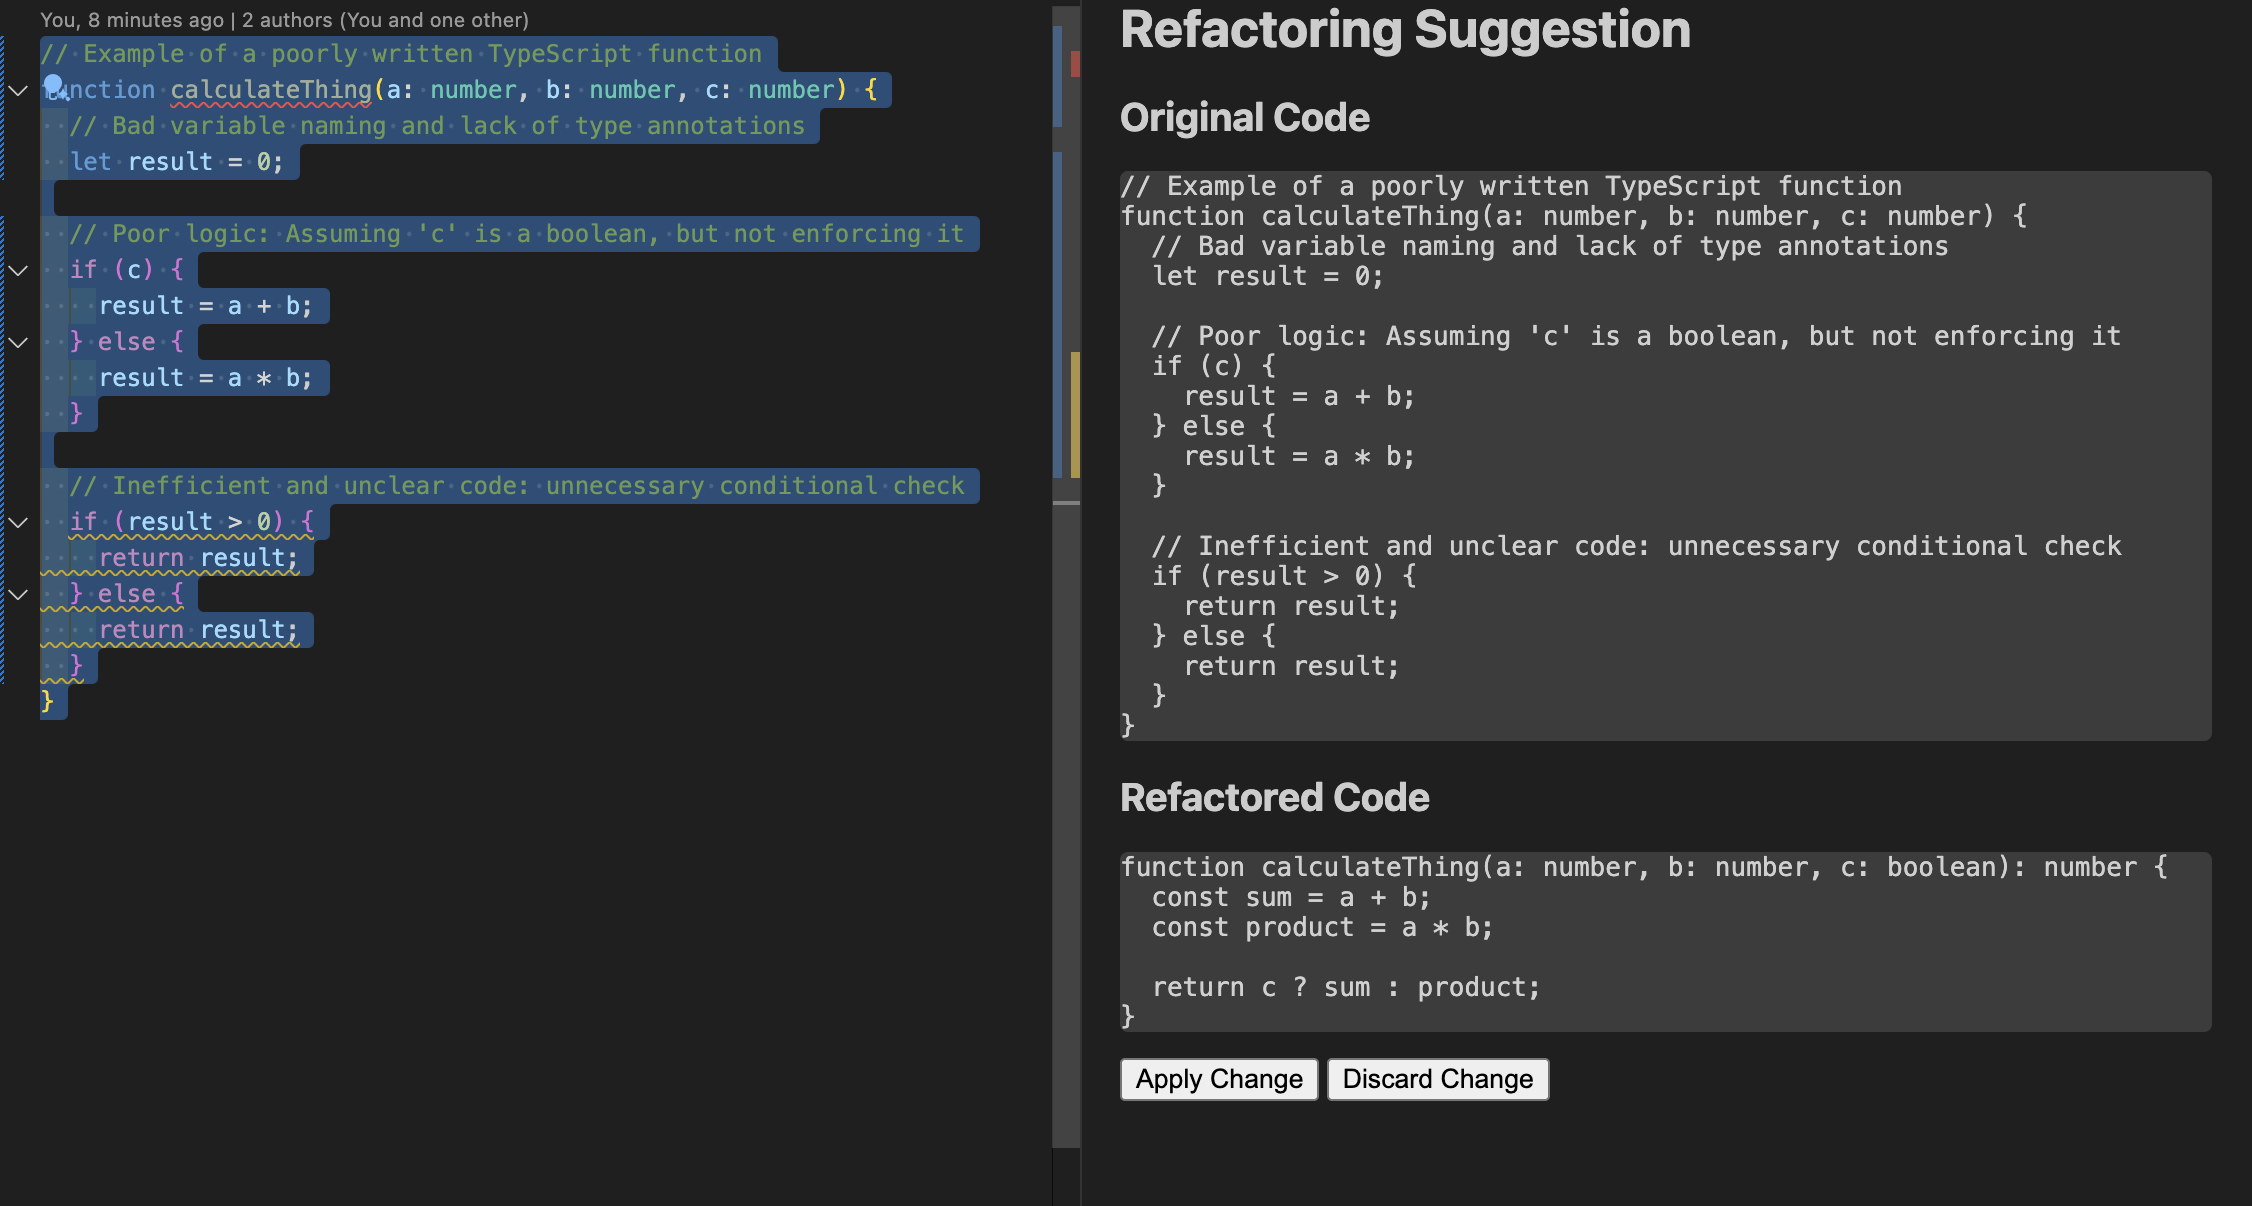 You, 8 minutes ago | 2 authors (You and one other)
// Example of a poorly written TypeScript function
function calculateThing(a: number, b: number, c: number) {
  // Bad variable naming and lack of type annotations
  let result = 0;

  // Poor logic: Assuming 'c' is a boolean, but not enforcing it
  if (c) {
    result = a + b;
  } else {
    result = a * b;
  }

  // Inefficient and unclear code: unnecessary conditional check
  if (result > 0) {
    return result;
  } else {
    return result;
  }
}
Refactoring Suggestion
Original Code
// Example of a poorly written TypeScript function
function calculateThing(a: number, b: number, c: number) {
  // Bad variable naming and lack of type annotations
  let result = 0;

  // Poor logic: Assuming 'c' is a boolean, but not enforcing it
  if (c) {
    result = a + b;
  } else {
    result = a * b;
  }

  // Inefficient and unclear code: unnecessary conditional check
  if (result > 0) {
    return result;
  } else {
    return result;
  }
}
Refactored Code
function calculateThing(a: number, b: number, c: boolean): number {
  const sum = a + b;
  const product = a * b;

  return c ? sum : product;
}
Apply Change Discard Change